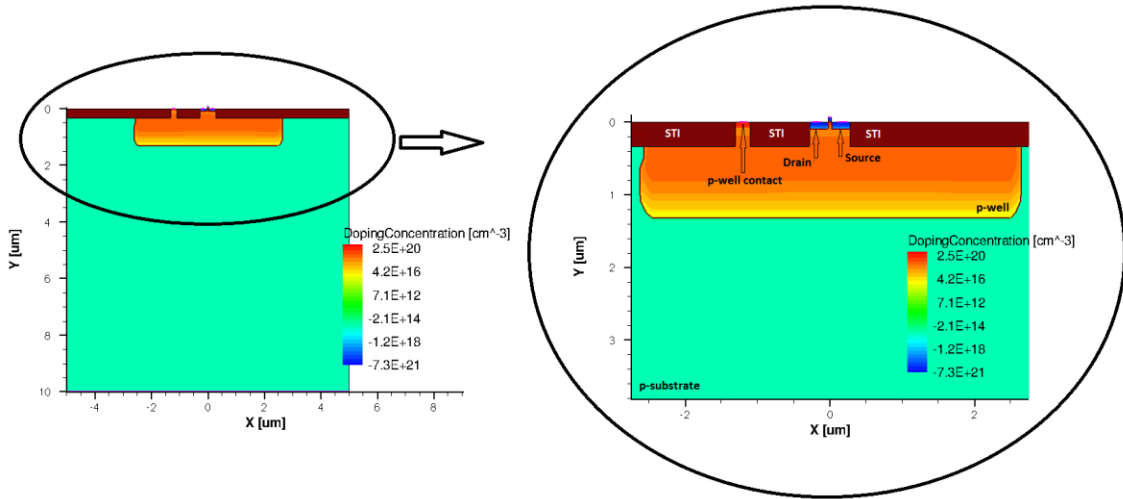 0
2
4
6
8
10
Y [um]
-4
-2
0
2
4
6
8
X [um]
DopingConcentration [cm^-3]
2.5E+20
4.2E+16
7.1E+12
-2.1E+14
-1.2E+18
-7.3E+21
0
1
2
3
Y [um]
STI
STI
STI
Drain
Source
p-well contact
p-well
DopingConcentration [cm^-3]
2.5E+20
4.2E+16
7.1E+12
-2.1E+14
-1.2E+18
-7.3E+21
p-substrate
-2
0
2
X [um]